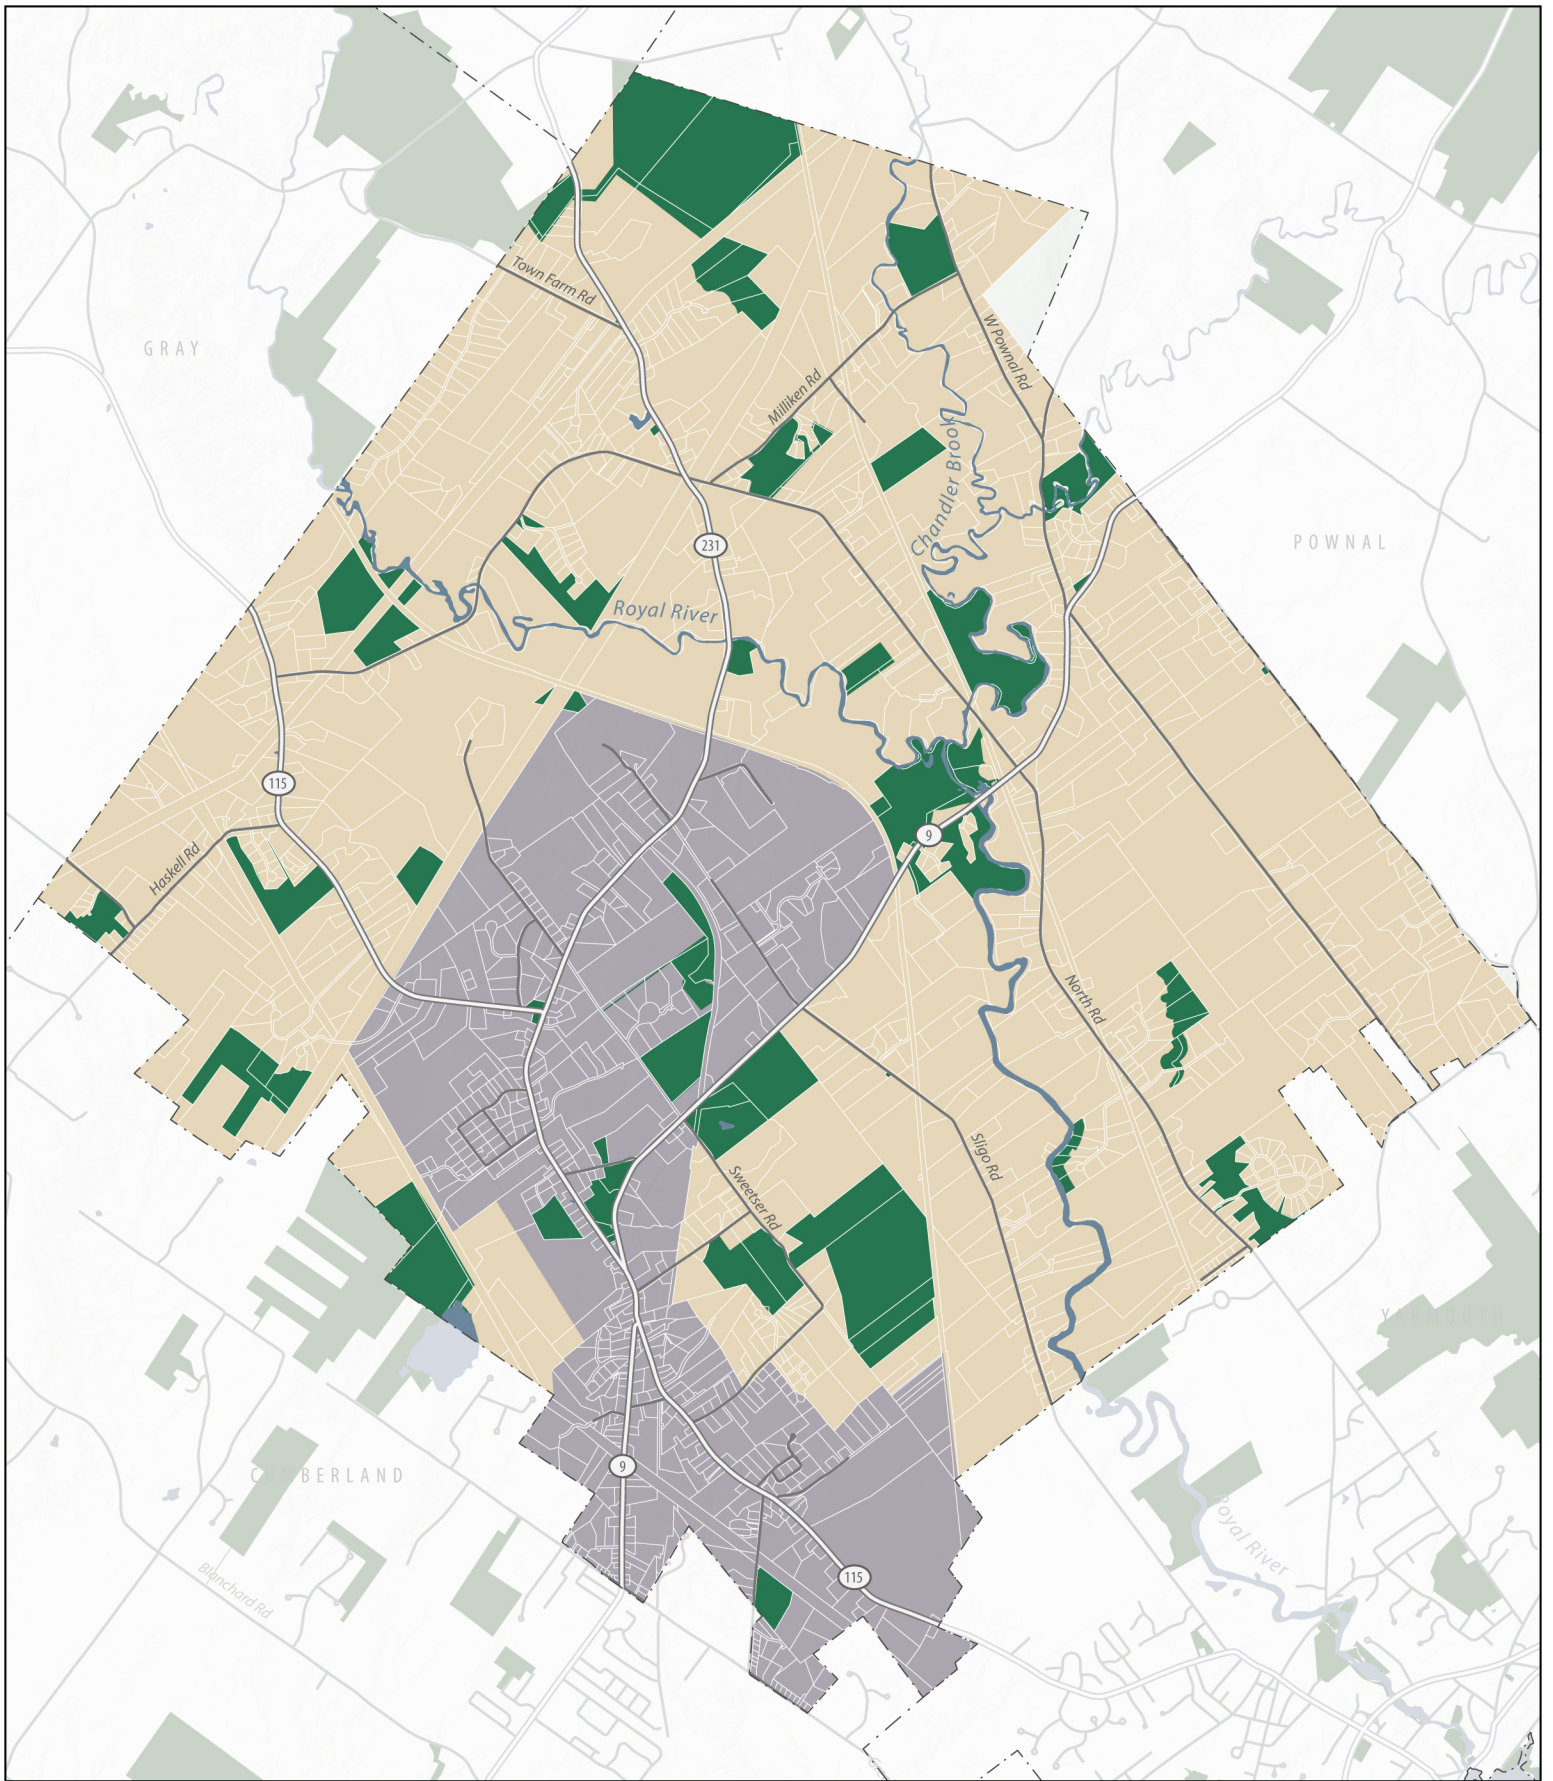 Town Farm Rd
GRAY
W Pownal Rd
Milliken Rd
Chandler Brook
POWNAL
231
Royal River
115
9
Haskell Rd
North Rd
Sligo Rd
Sweetser Rd
YARMOUTH
9
CUMBERLAND
Royal River
115
Blanchard Rd